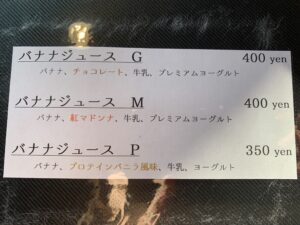 バナナジュース G 400 yen
バナナ、チョコレート、牛乳、プレミアムヨーグルト
バナナジュース M 400 yen
バナナ、紅マドンナ、牛乳、プレミアムヨーグルト
バナナジュース P 350 yen
バナナ、プロテインバニラ風味、牛乳、ヨーグルト